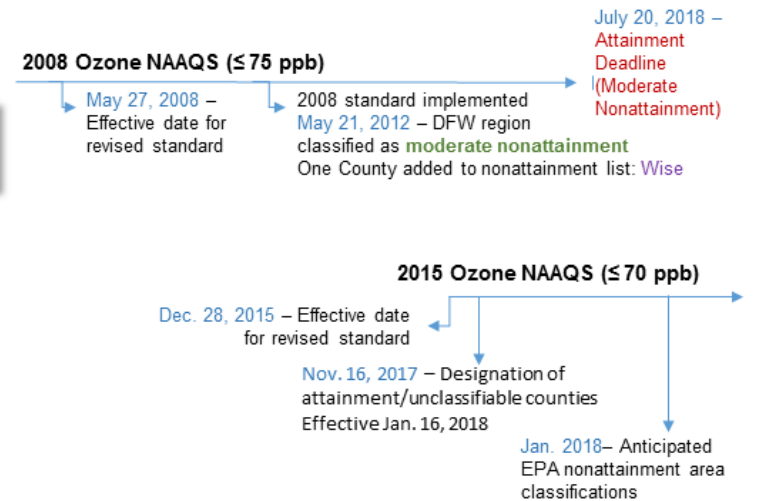 July 20, 2018 –
Attainment
Deadline
(Moderate
Nonattainment)
2008 Ozone NAAQS (≤ 75 ppb)
May 27, 2008 –
Effective date for
revised standard
2008 standard implemented
May 21, 2012 – DFW region
classified as moderate nonattainment
One County added to nonattainment list: Wise
2015 Ozone NAAQS (≤ 70 ppb)
Dec. 28, 2015 – Effective date
for revised standard
Nov. 16, 2017 – Designation of
attainment/unclassifiable counties
Effective Jan. 16, 2018
Jan. 2018– Anticipated
EPA nonattainment area
classifications